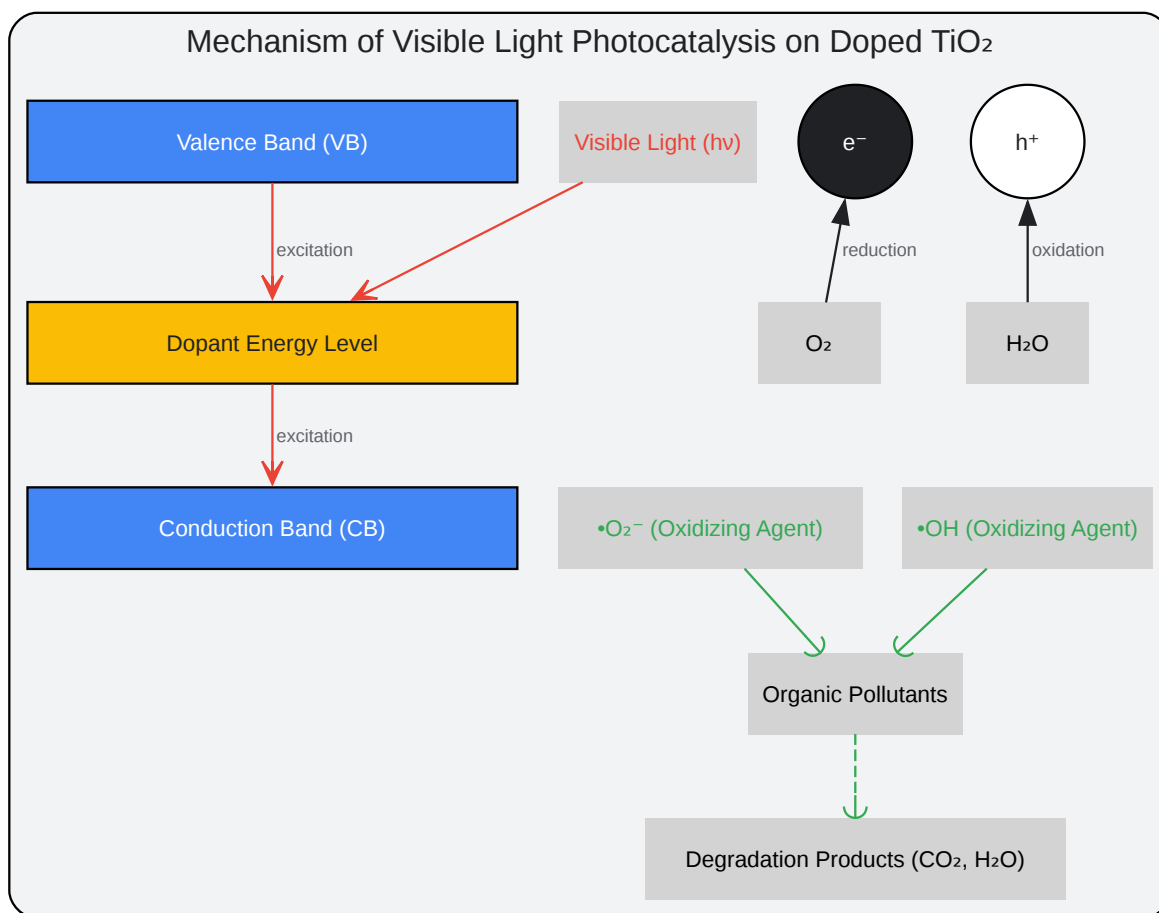 Mechanism of Visible Light Photocatalysis on Doped TiO₂
Valence Band (VB)
Visible Light (hν)
e⁻
h⁺
excitation
reduction
oxidation
Dopant Energy Level
O₂
H₂O
excitation
Conduction Band (CB)
•O₂⁻ (Oxidizing Agent)
•OH (Oxidizing Agent)
Organic Pollutants
Degradation Products (CO₂, H₂O)